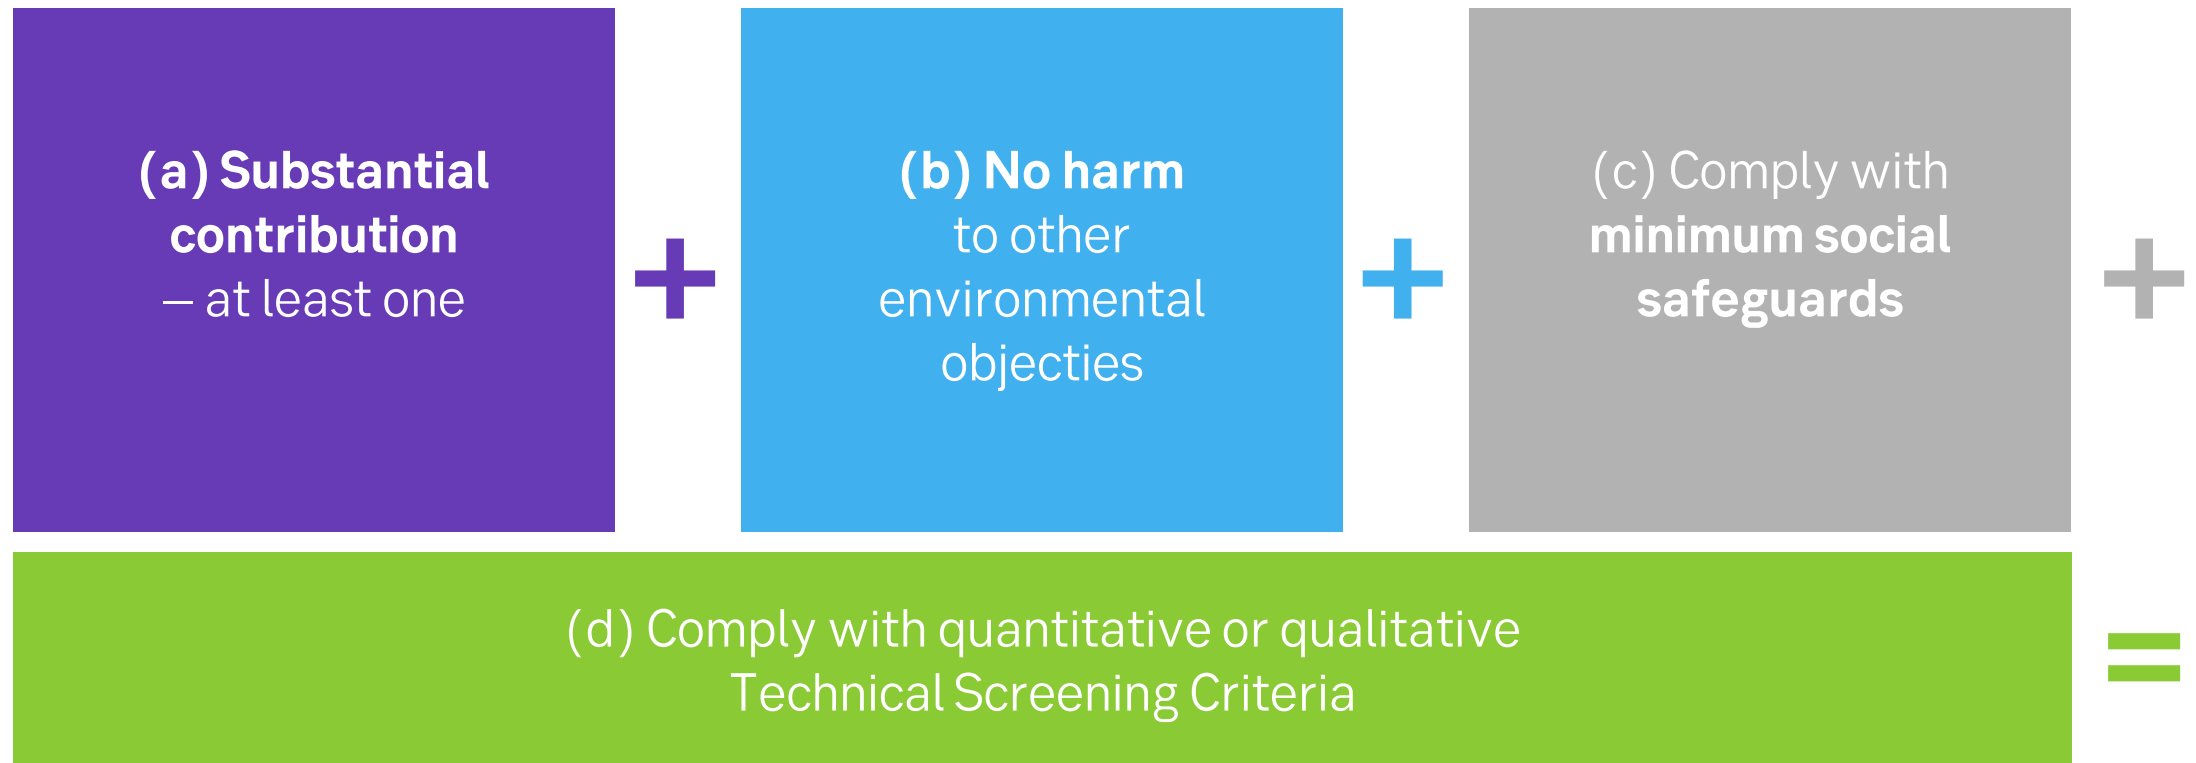 (a) Substantial
contribution
– at least one
+
(b) No harm
to other
environmental
objecties
+
(c) Comply with
minimum social
safeguards
+
(d) Comply with quantitative or qualitative
Technical Screening Criteria
=